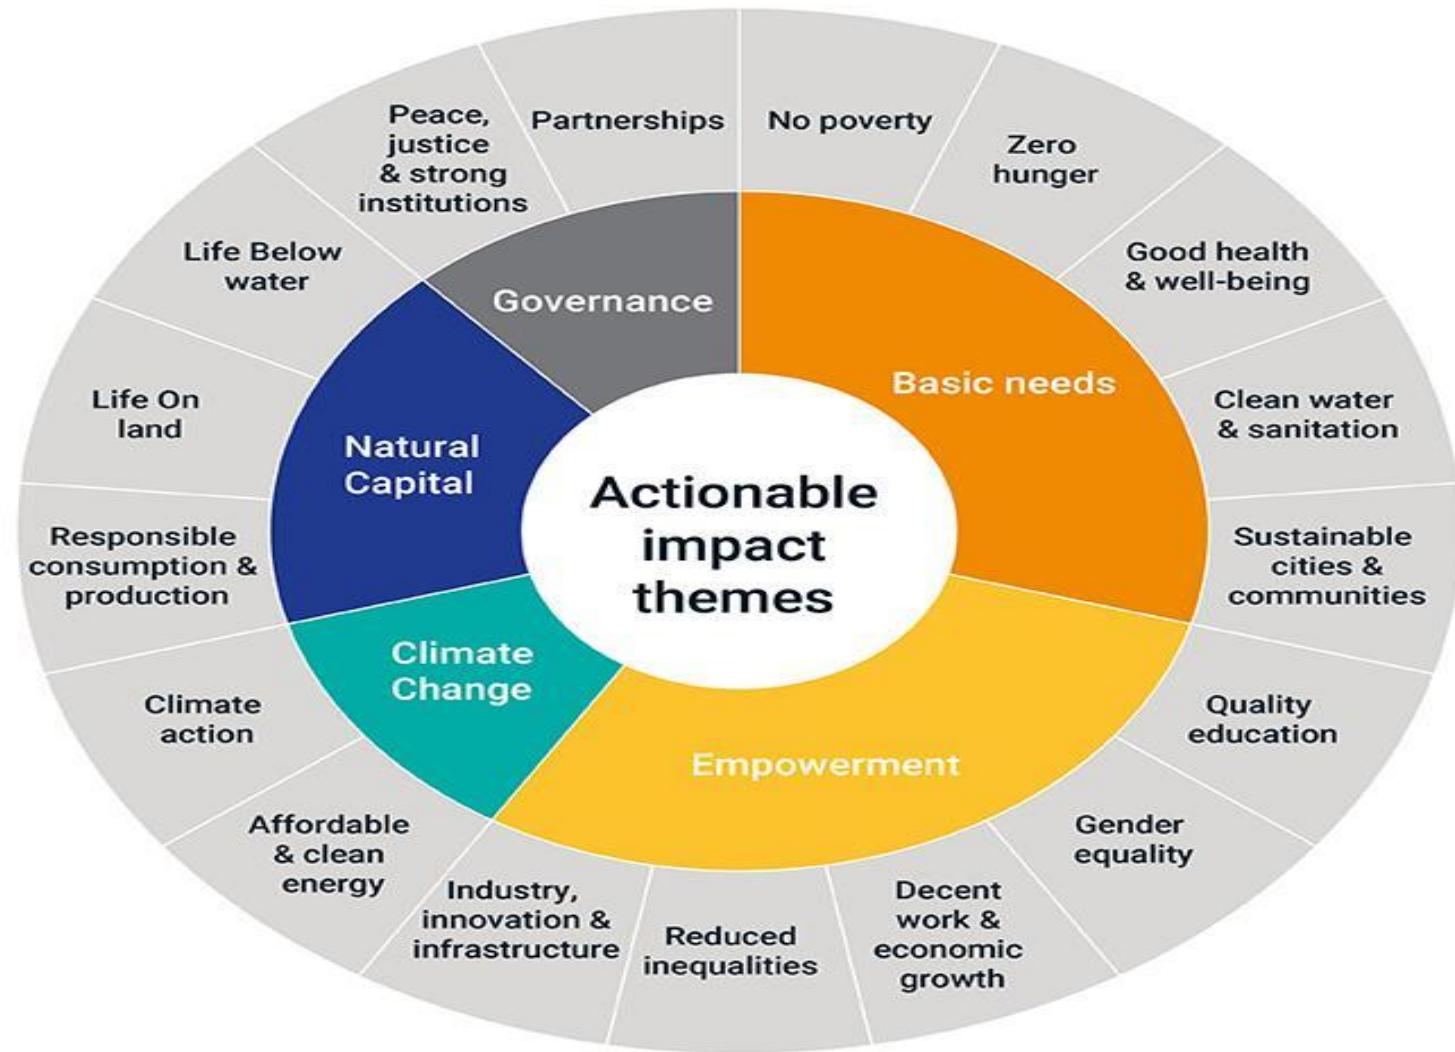 Actionable
impact
themes
Basic needs
Empowerment
Climate
Change
Natural
Capital
Governance
No poverty
Zero
hunger
Good health
& well-being
Clean water
& sanitation
Sustainable
cities &
communities
Quality
education
Gender
equality
Decent
work &
economic
growth
Reduced
inequalities
Industry,
innovation &
infrastructure
Affordable
& clean
energy
Climate
action
Responsible
consumption &
production
Life On
land
Life Below
water
Peace,
justice
& strong
institutions
Partnerships